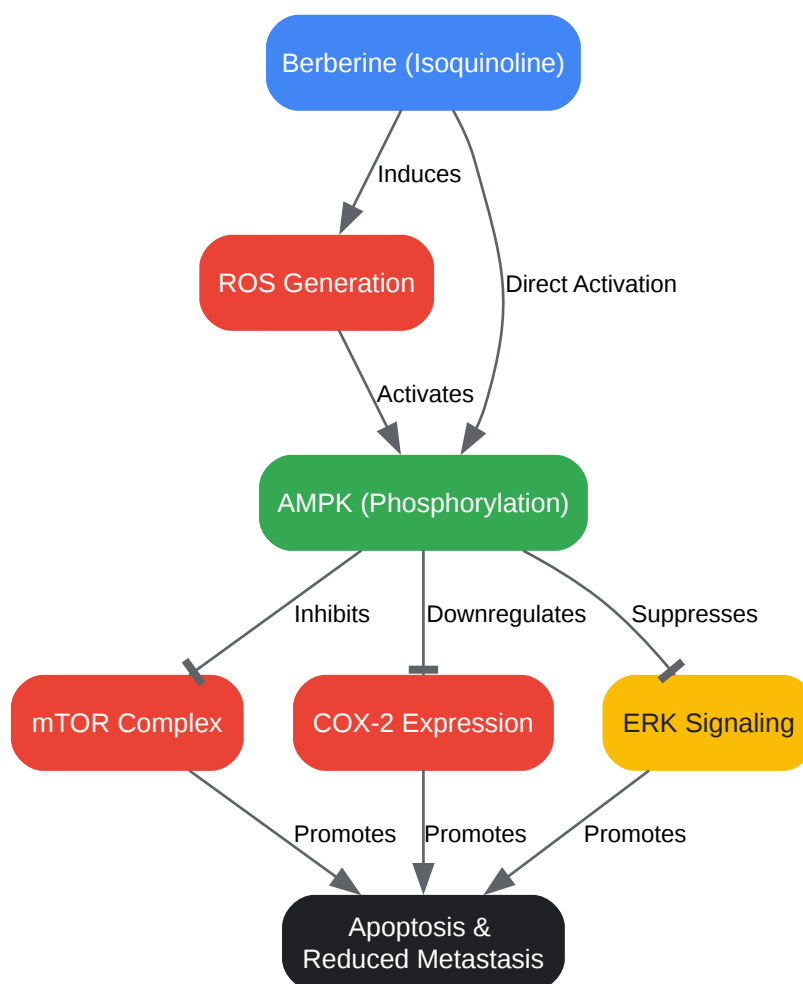 Berberine (Isoquinoline)
Induces
ROS Generation
Direct Activation
Activates
AMPK (Phosphorylation)
Inhibits
Downregulates
Suppresses
mTOR Complex
COX-2 Expression
ERK Signaling
Promotes
Promotes
Promotes
Apoptosis &
Reduced Metastasis